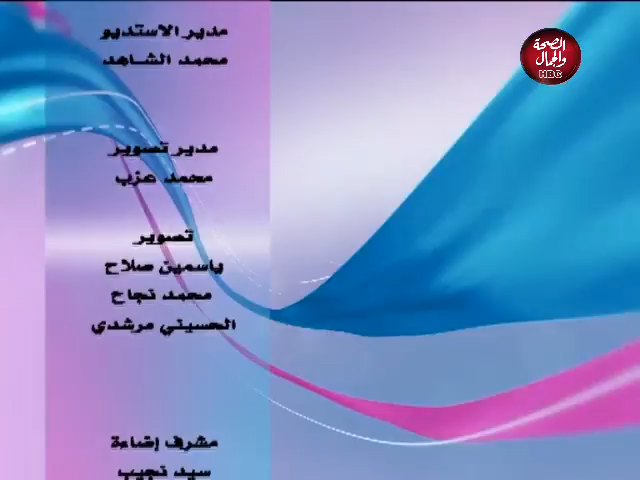 مدير الاستديو
محمد الشاهد
مدير تصوير
محمد عزب
تصوير
ياسمين صلاح
محمد نجاح
الحسيني مرشدي
مشرف إضاءة
سيد نجيب
الصحة
والجمال
HBC